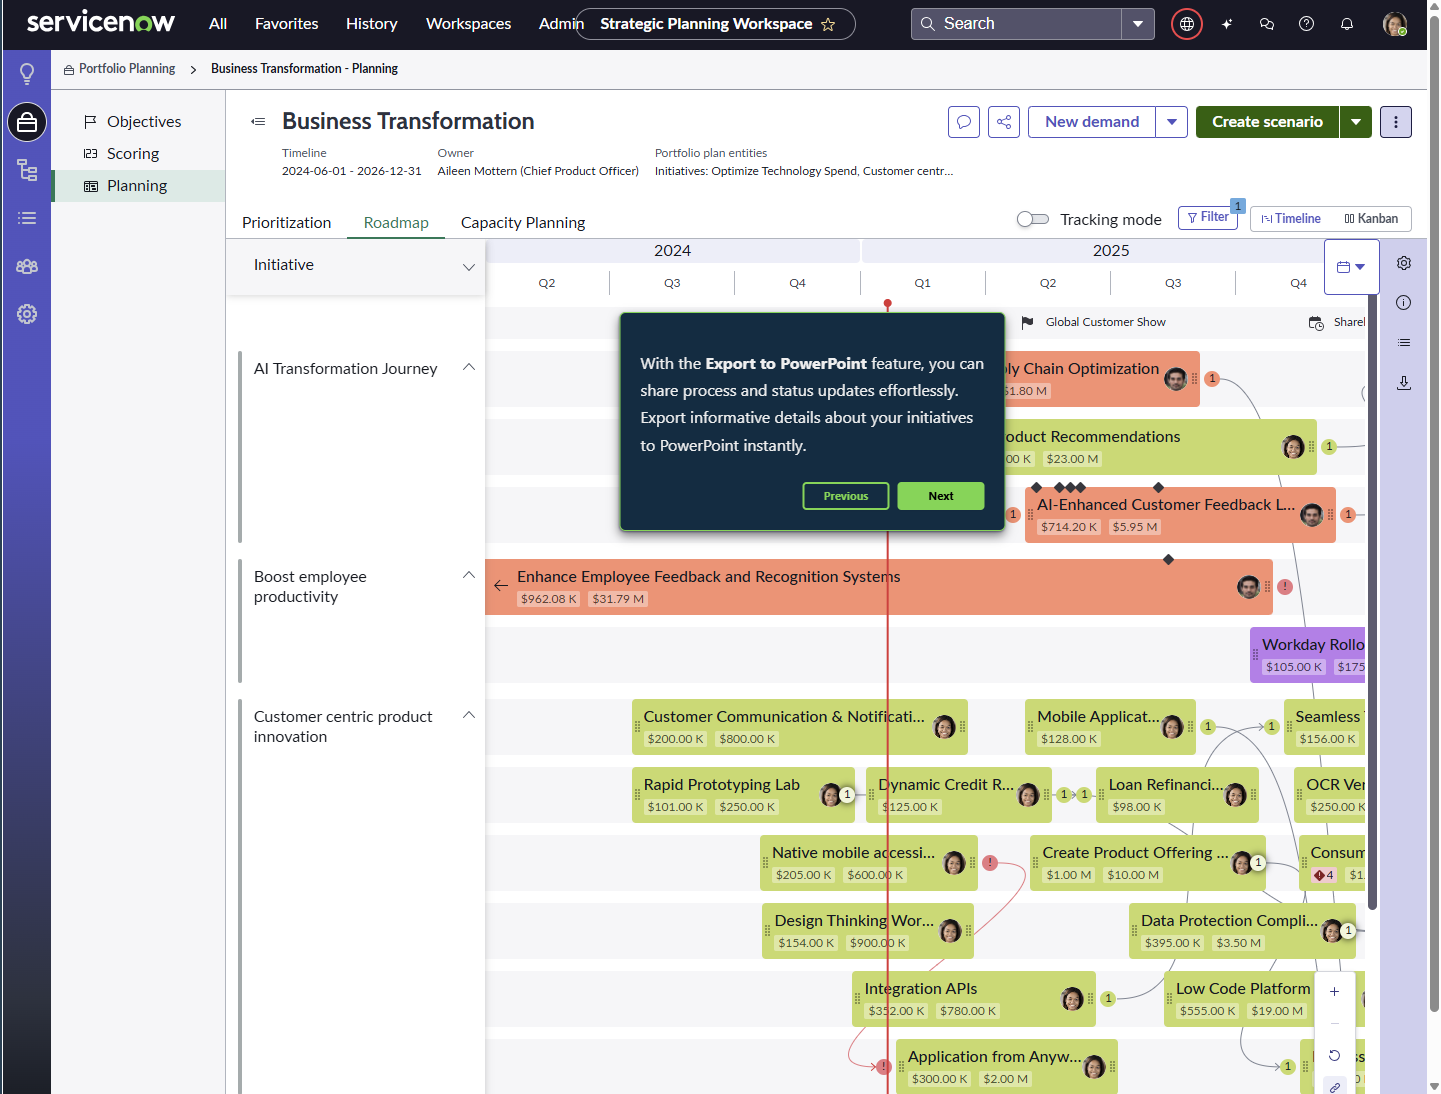 servicenow
All
Favorites
History
Workspaces
Admin
Strategic Planning Workspace
Search
Portfolio Planning
Business Transformation - Planning
Objectives
Scoring
Planning
Business Transformation
New demand
Create scenario
Timeline
2024-06-01 - 2026-12-31
Owner
Aileen Mottern (Chief Product Officer)
Portfolio plan entities
Initiatives: Optimize Technology Spend, Customer centr...
Prioritization
Roadmap
Capacity Planning
Tracking mode
Filter
1
Timeline
Kanban
Initiative
2024
2025
Q2
Q3
Q4
Q1
Q2
Q3
Q4
Global Customer Show
With the Export to PowerPoint feature, you can
share process and status updates effortlessly.
Export informative details about your initiatives
to PowerPoint instantly.
Previous
Next
AI Transformation Journey
Chain Optimization
1
Recommendations
$23.00 M
1
1
AI-Enhanced Customer Feedback L...
$714.20 K
$5.95 M
1
Boost employee
productivity
Enhance Employee Feedback and Recognition Systems
$962.08 K
$31.79 M
!
Workday
$105.00 K
Customer centric product
innovation
Customer Communication & Notificati...
$200.00 K
$800.00 K
Mobile Applicat...
$128.00 K
1
1
Seamless
$156.00 K
Rapid Prototyping Lab
$101.00 K
$250.00 K
1
Dynamic Credit R...
$125.00 K
1
1
Loan Refinanci...
$98.00 K
OCR
$250.00 K
Native mobile accessi...
$205.00 K
$600.00 K
!
Create Product Offering ...
$1.00 M
$10.00 M
1
4
Design Thinking Wor...
$154.00 K
$900.00 K
Data Protection Compli...
$395.00 K
$3.50 M
1
Integration APIs
$352.00 K
$780.00 K
1
Low Code Platform
$555.00 K
$19.00 M
!
Application from Anyw...
$300.00 K
$2.00 M
1